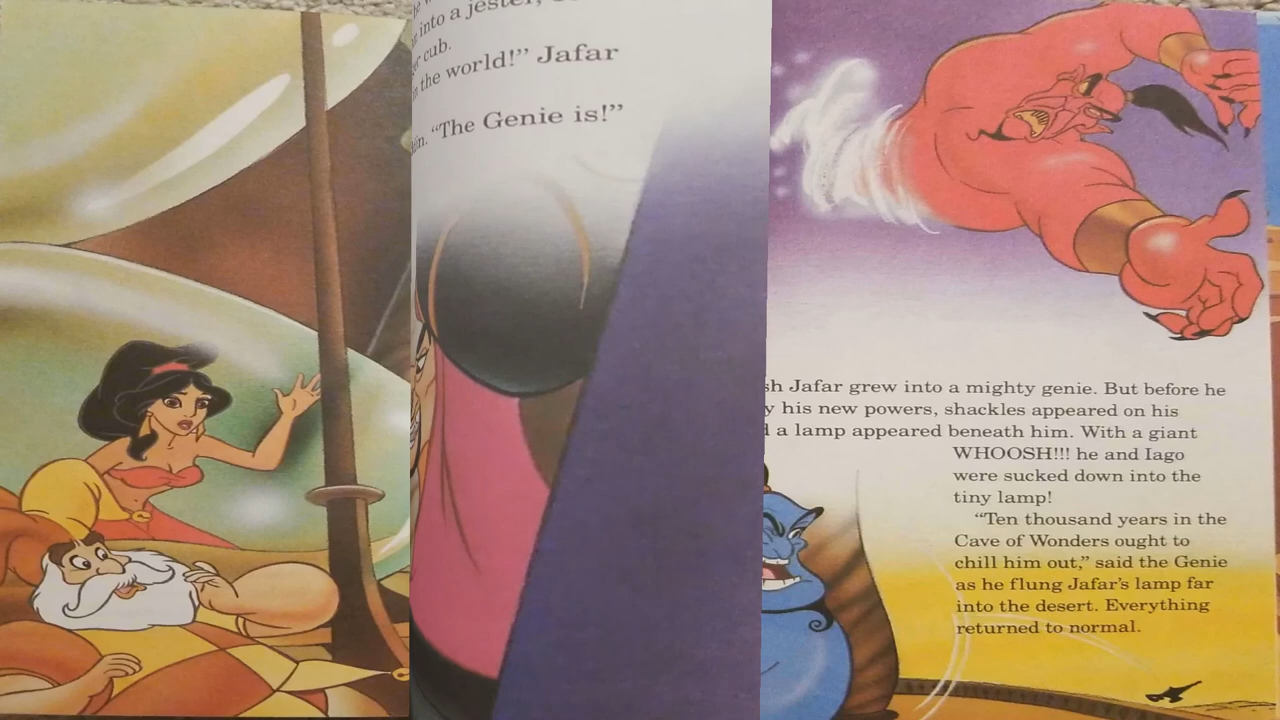 into a jester,
cub.
in the world!” Jafar
“The Genie is!”
sh Jafar grew into a mighty genie. But before he
y his new powers, shackles appeared on his
d a lamp appeared beneath him. With a giant
WHOOSH!!! he and Iago
were sucked down into the
tiny lamp!
“Ten thousand years in the
Cave of Wonders ought to
chill him out,” said the Genie
as he flung Jafar’s lamp far
into the desert. Everything
returned to normal.